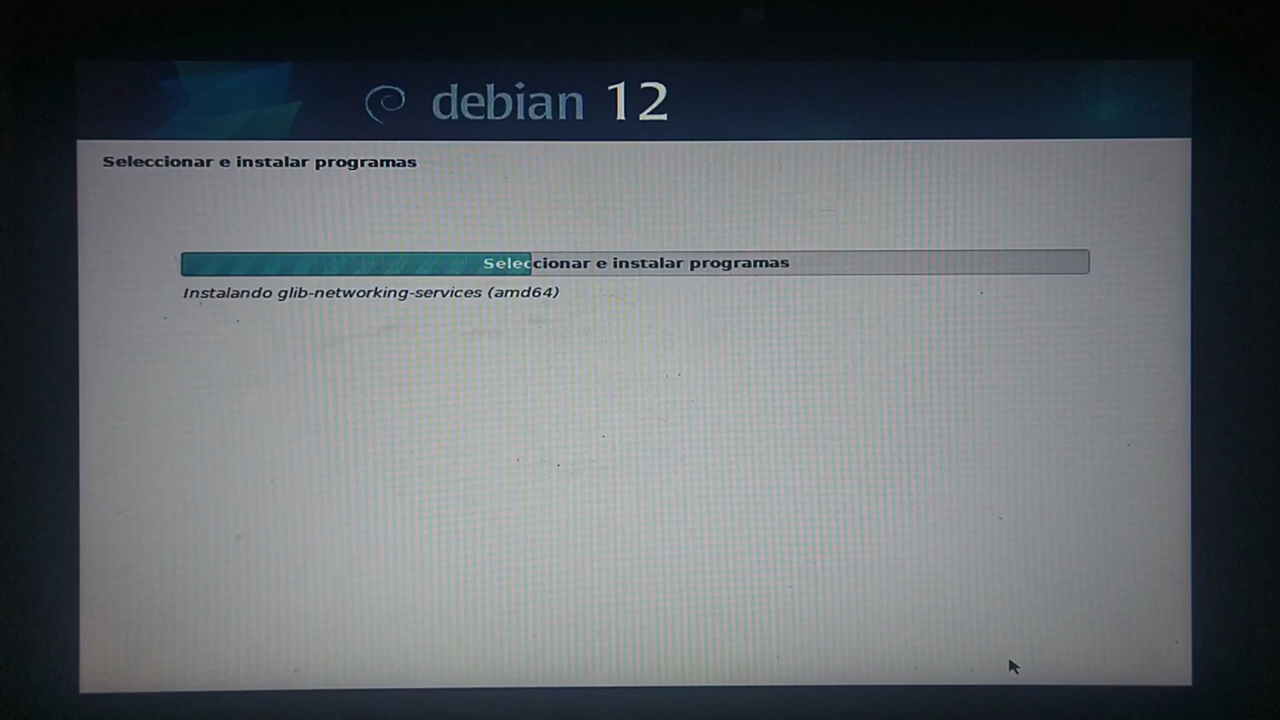 debian 12
Seleccionar e instalar programas
Seleccionar e instalar programas
Instalando glib-networking-services (amd64)